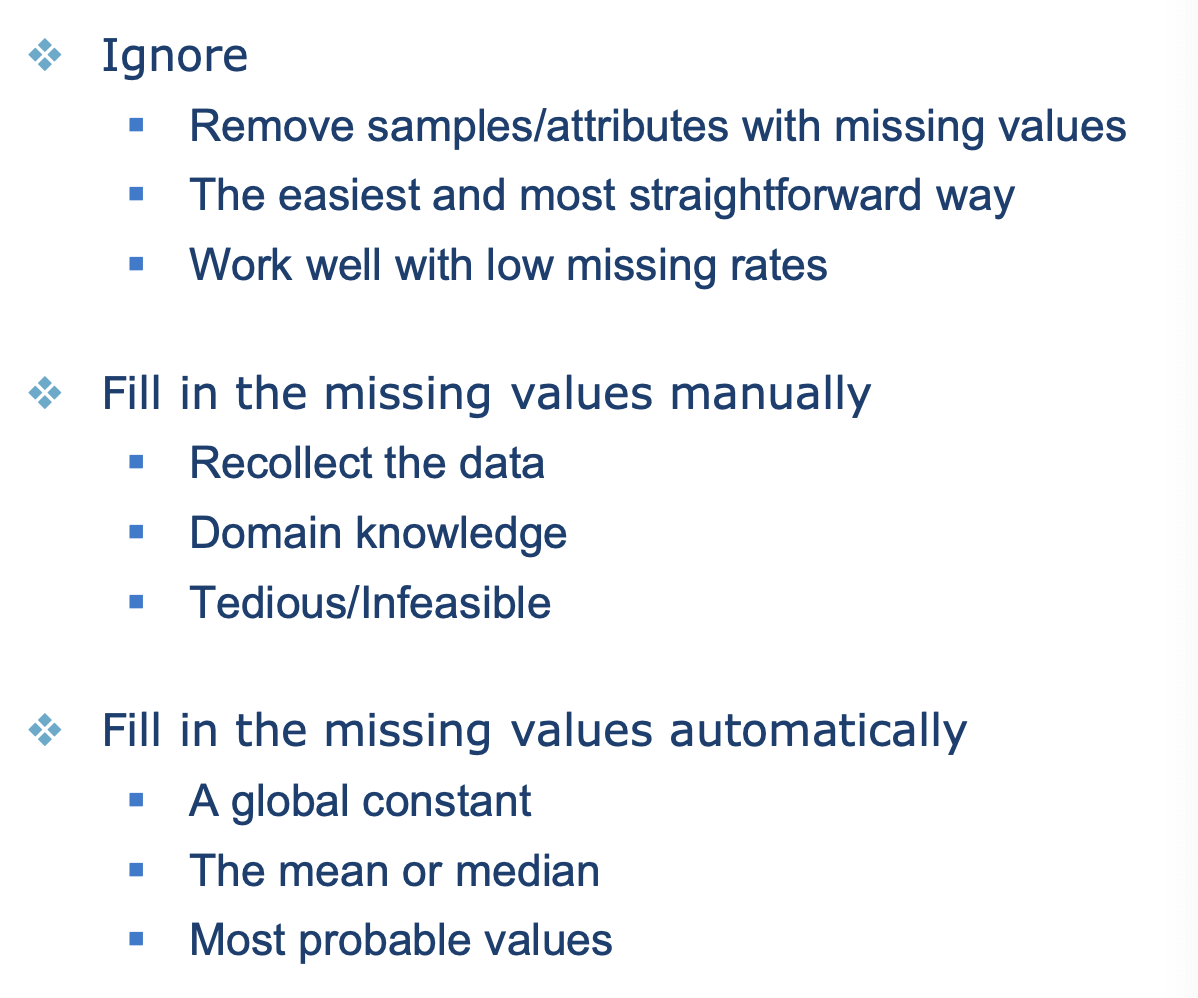 Ignore
Remove samples/attributes with missing values
The easiest and most straightforward way
Work well with low missing rates
Fill in the missing values manually
Recollect the data
Domain knowledge
Tedious/Infeasible
Fill in the missing values automatically
A global constant
The mean or median
Most probable values